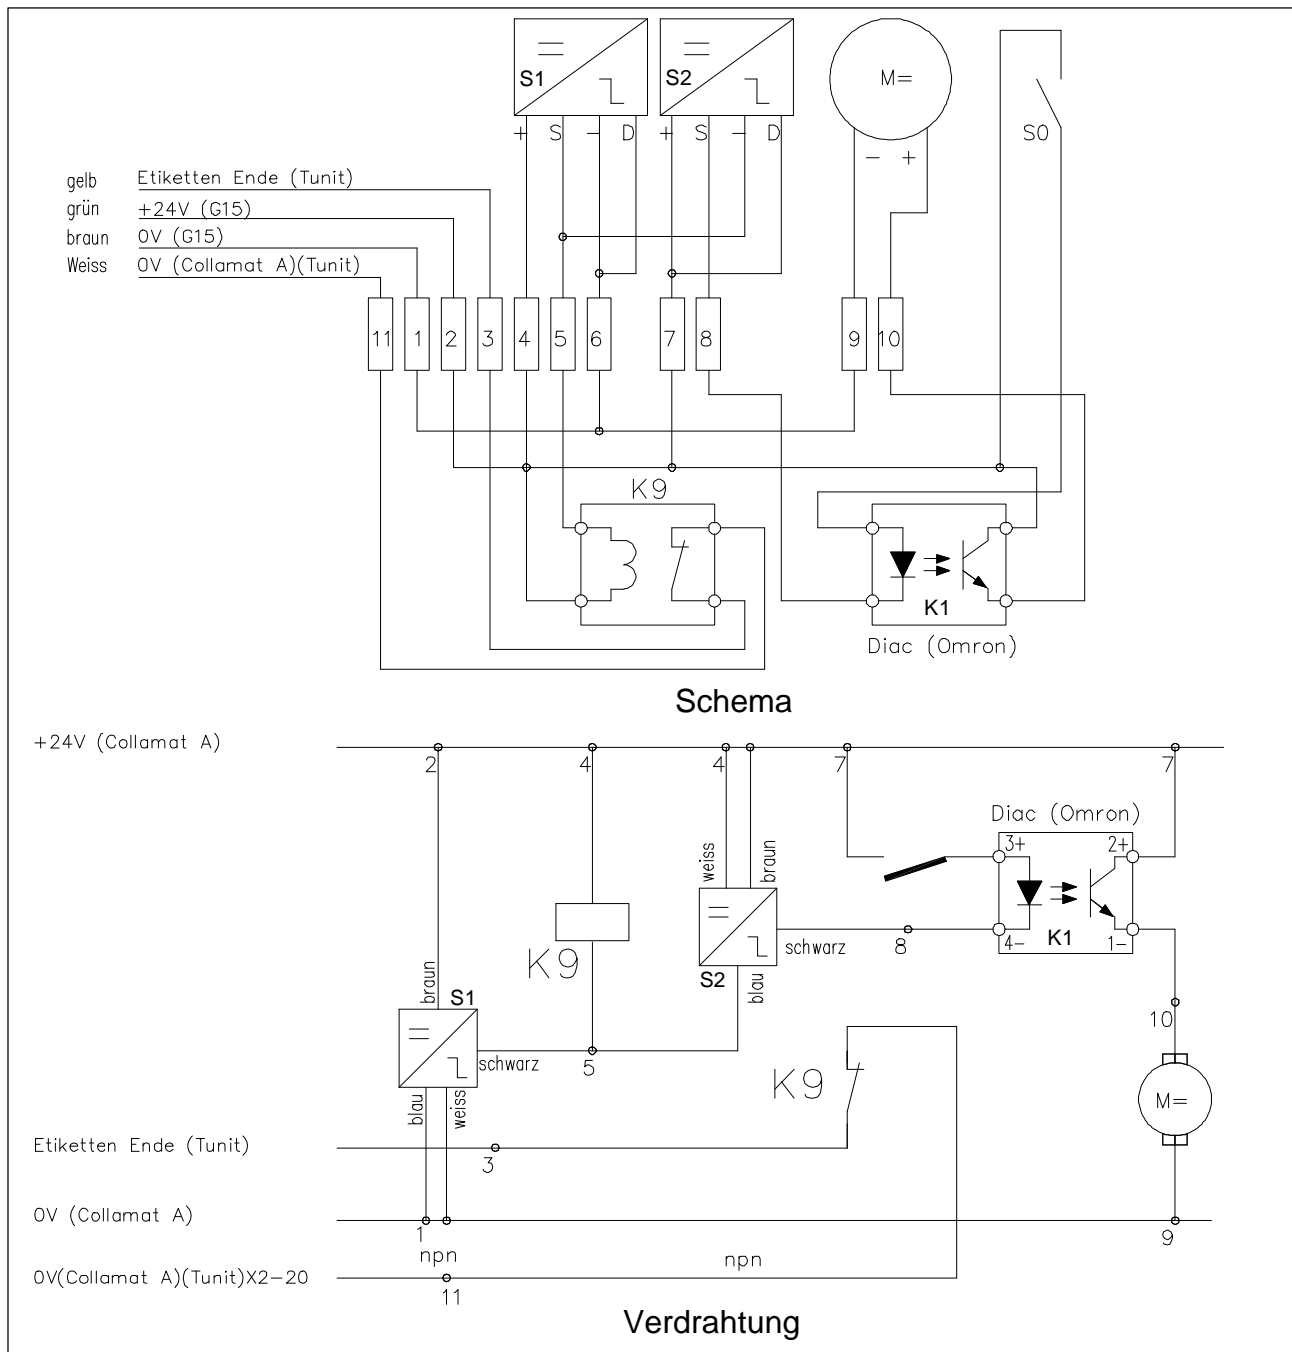 S1
S2
M=
S0
+ S - D
+ S - D
- +
gelb Etiketten Ende (Tunit)
grün +24V (G15)
braun 0V (G15)
Weiss 0V (Collamat A)(Tunit)
11 1 2 3 4 5 6 7 8 9 10
K9
K1
Diac (Omron)
Schema
+24V (Collamat A)
2 4 4 7 7
Diac (Omron)
3+ 2+
weiss
braun
K9
schwarz
8
4- K1 1-
S2
blau
braun
S1
10
schwarz
5
K9
M=
blau
weiss
Etiketten Ende (Tunit)
3
0V (Collamat A)
1
9
npn
npn
0V(Collamat A)(Tunit)X2-20
11
Verdrahtung